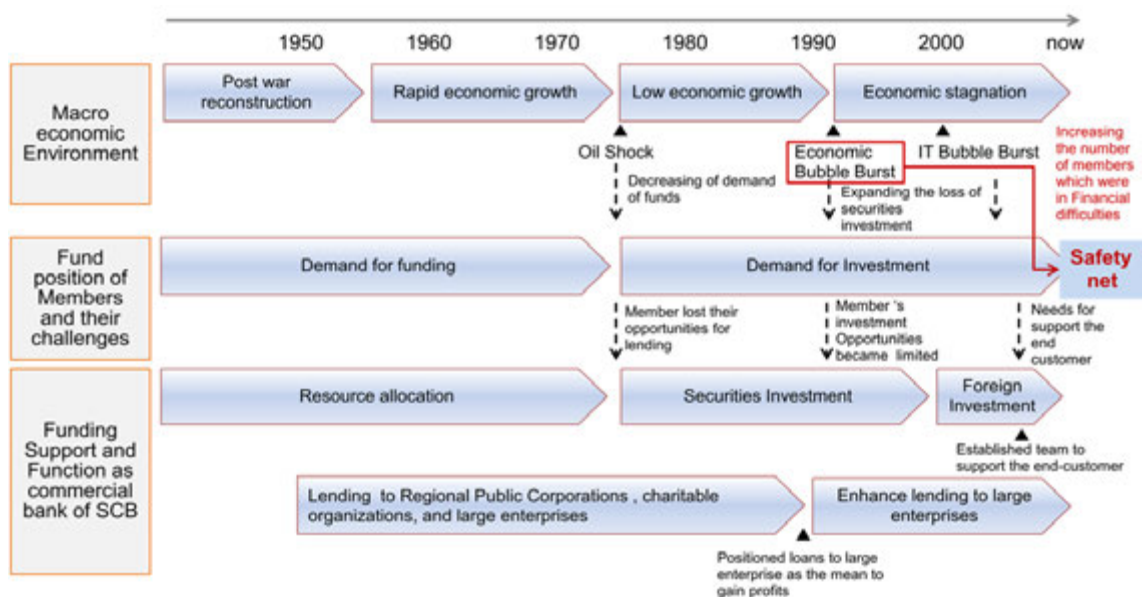 1950 1960 1970 1980 1990 2000 now
Macro
economic
Environment
Post war
reconstruction
Rapid economic growth
Low economic growth
Economic stagnation
Oil Shock
Economic
Bubble Burst
IT Bubble Burst
Increasing
the number
of members
which were
in Financial
difficulties
Decreasing of demand
of funds
Expanding the loss of
securities
investment
Fund
position of
Members
and their
challenges
Demand for funding
Demand for Investment
Safety
net
Member lost their
opportunities for
lending
Member 's
investment
Opportunities
became limited
Needs for
support the
end
customer
Funding
Support and
Function as
commercial
bank of SCB
Resource allocation
Securities Investment
Foreign
Investment
Established team to
support the end-customer
Lending to Regional Public Corporations , charitable
organizations, and large enterprises
Enhance lending to large
enterprises
Positioned loans to large
enterprise as the mean to
gain profits